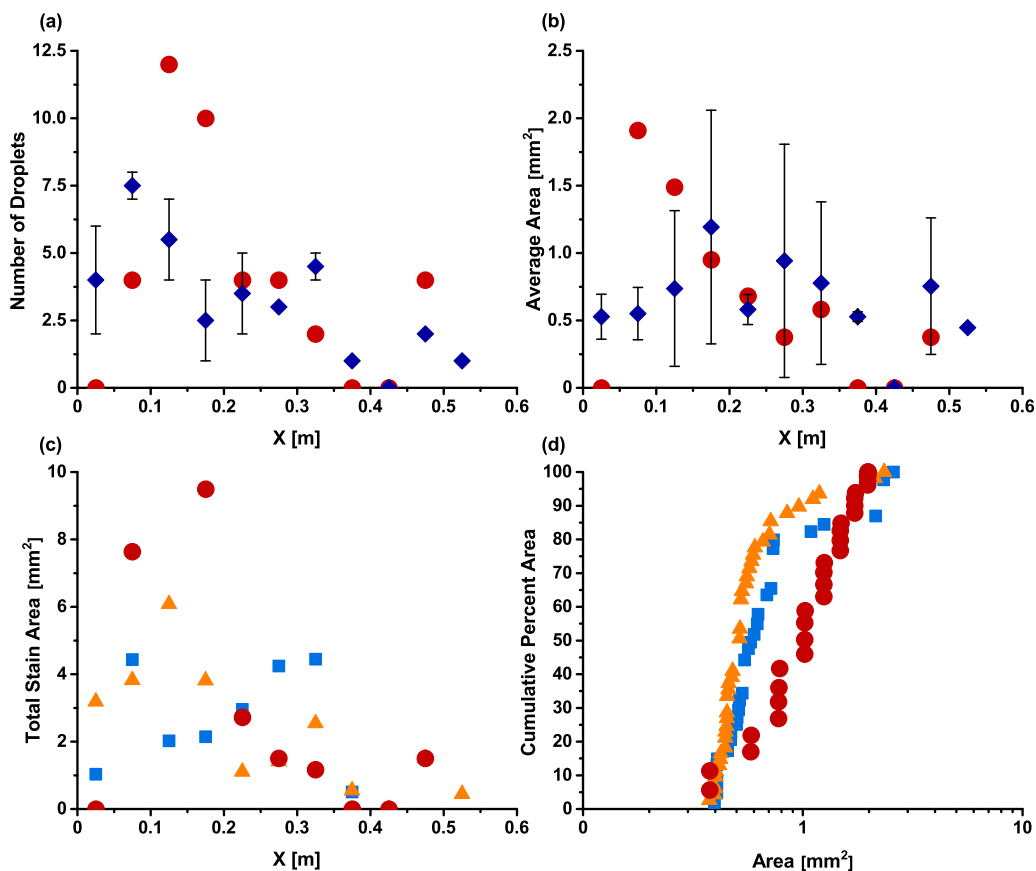 (a)
12.5
10.0
7.5
5.0
2.5
0
Number of Droplets
0 0.1 0.2 0.3 0.4 0.5 0.6
X [m]
(b)
2.5
2.0
1.5
1.0
0.5
0
Average Area [mm²]
0 0.1 0.2 0.3 0.4 0.5 0.6
X [m]
(c)
10
8
6
4
2
0
Total Stain Area [mm²]
0 0.1 0.2 0.3 0.4 0.5 0.6
X [m]
(d)
100
90
80
70
60
50
40
30
20
10
0
Cumulative Percent Area
0 1 10
Area [mm²]